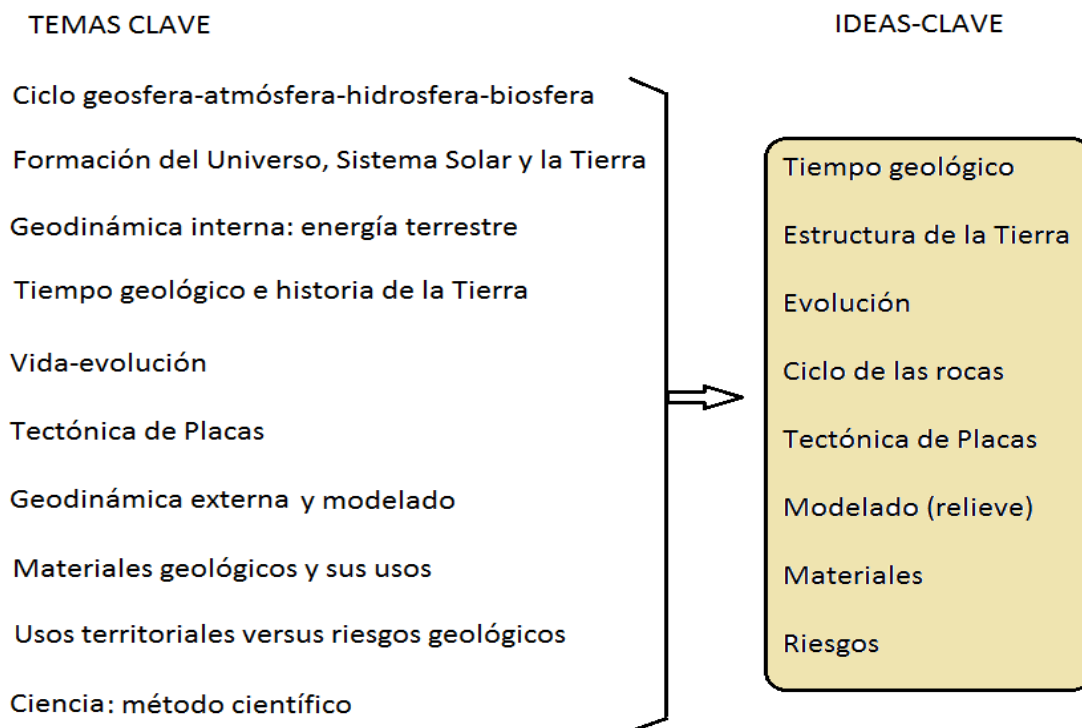 TEMAS CLAVE
Ciclo geosfera-atmósfera-hidrosfera-biosfera
Formación del Universo, Sistema Solar y la Tierra
Geodinámica interna: energía terrestre
Tiempo geológico e historia de la Tierra
Vida-evolución
Tectónica de Placas
Geodinámica externa y modelado
Materiales geológicos y sus usos
Usos territoriales versus riesgos geológicos
Ciencia: método científico
IDEAS-CLAVE
Tiempo geológico
Estructura de la Tierra
Evolución
Ciclo de las rocas
Tectónica de Placas
Modelado (relieve)
Materiales
Riesgos